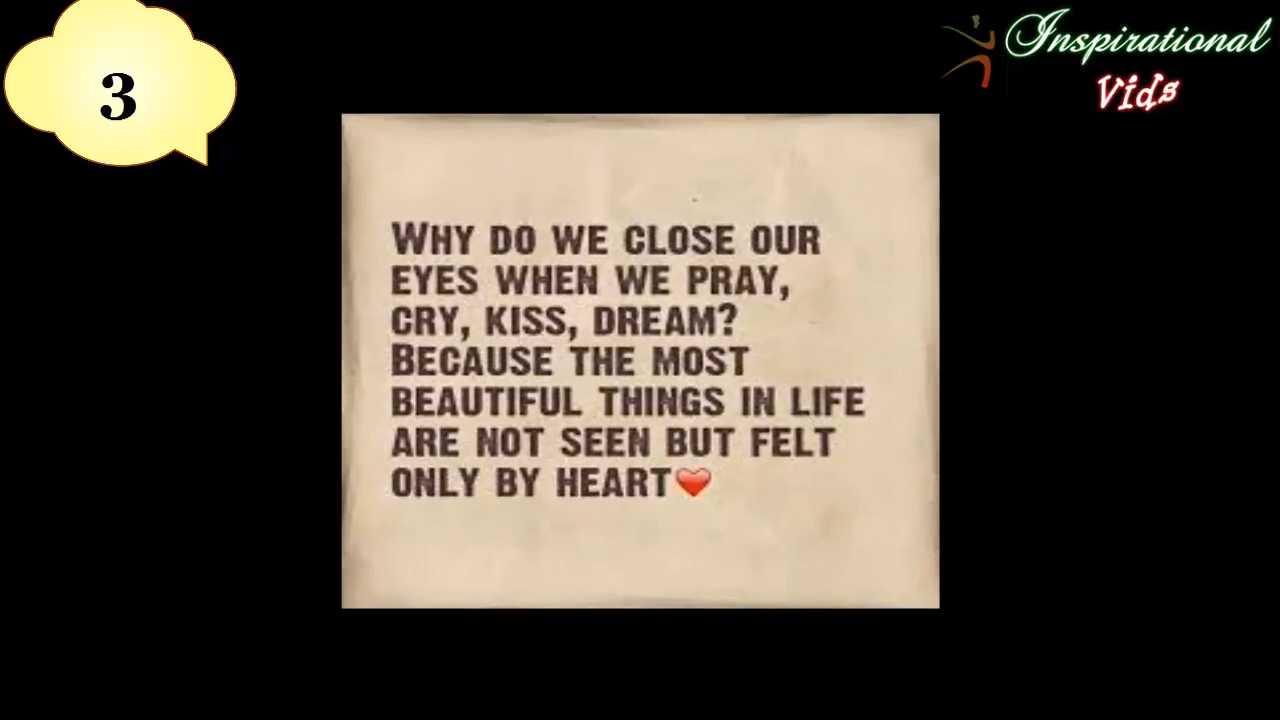 3
Inspirational
Vids
WHY DO WE CLOSE OUR
EYES WHEN WE PRAY,
CRY, KISS, DREAM?
BECAUSE THE MOST
BEAUTIFUL THINGS IN LIFE
ARE NOT SEEN BUT FELT
ONLY BY HEART❤️